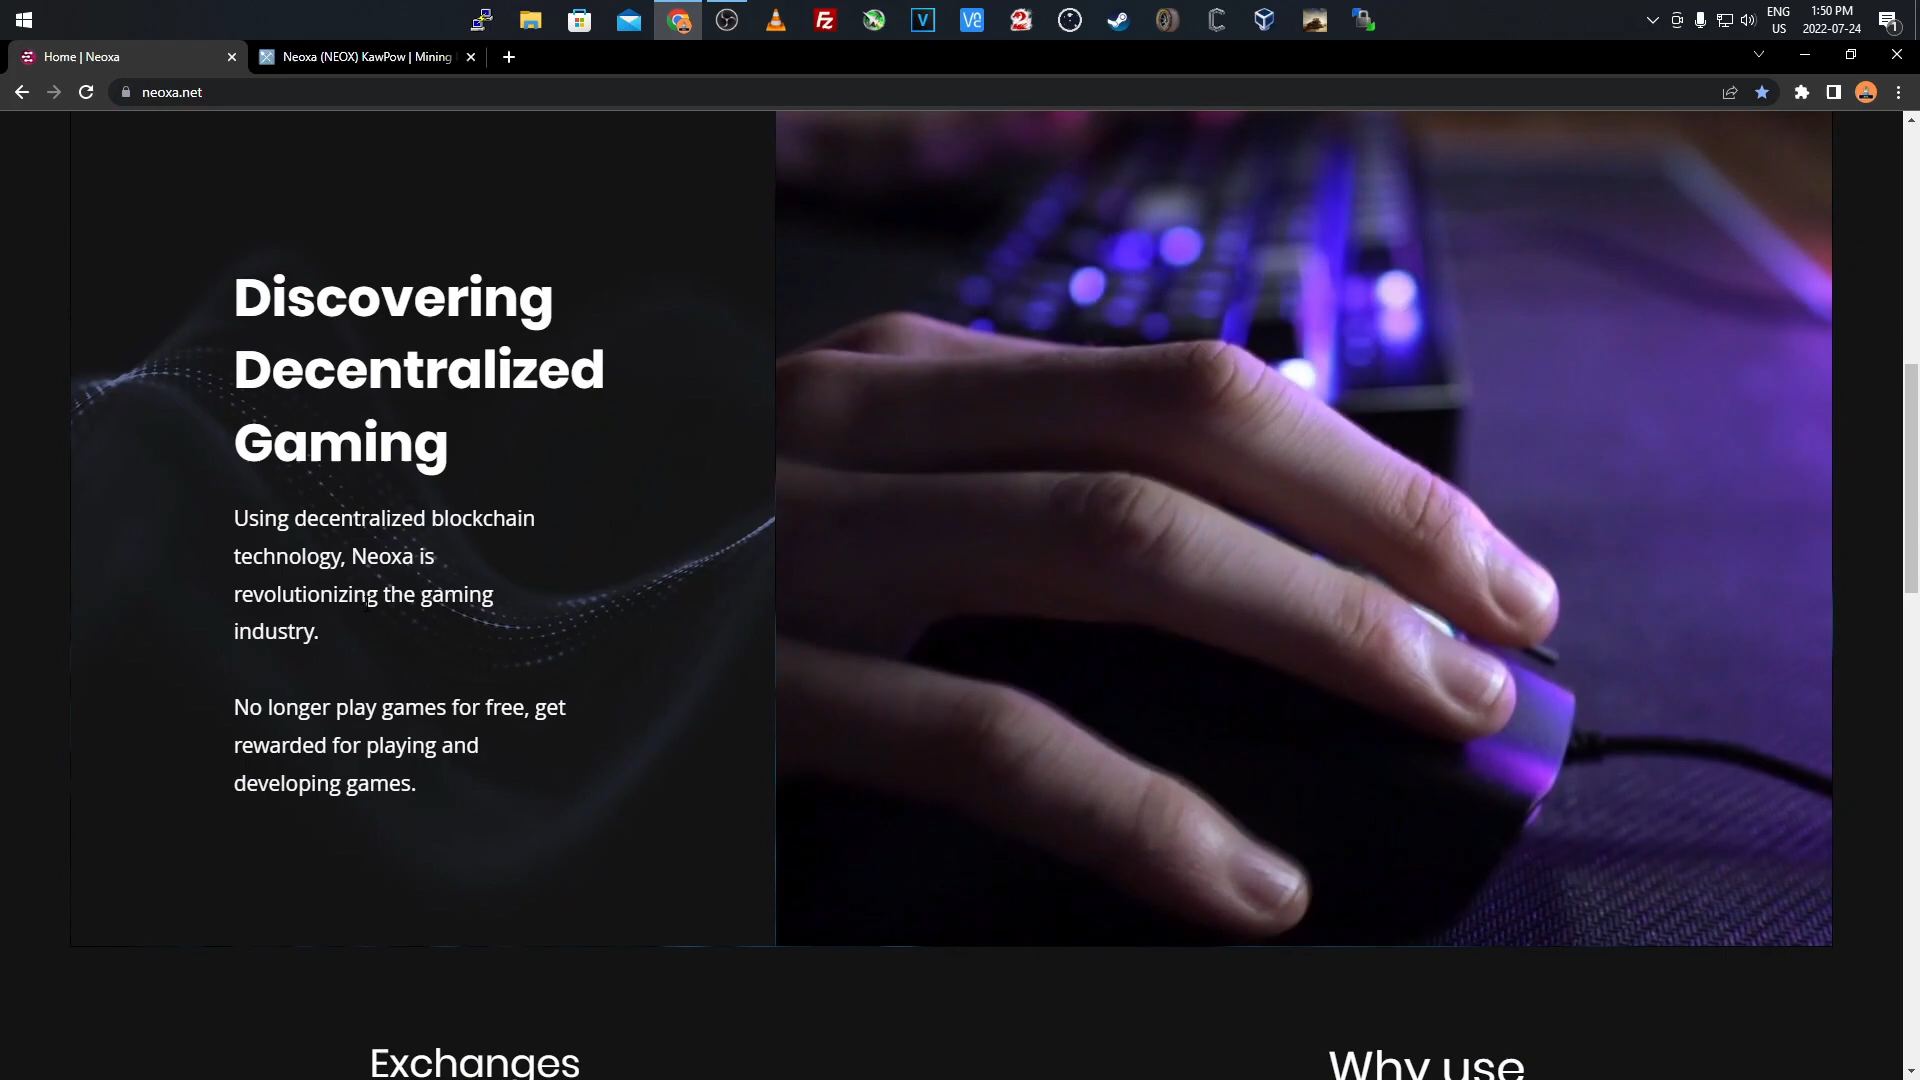 ENG
US
1:50 PM
2022-07-24
1
Home | Neoxa
Neoxa (NEOX) KawPow | Mining
neoxa.net
Discovering
Decentralized
Gaming
Using decentralized blockchain
technology, Neoxa is
revolutionizing the gaming
industry.
No longer play games for free, get
rewarded for playing and
developing games.
Exchanges
Why use